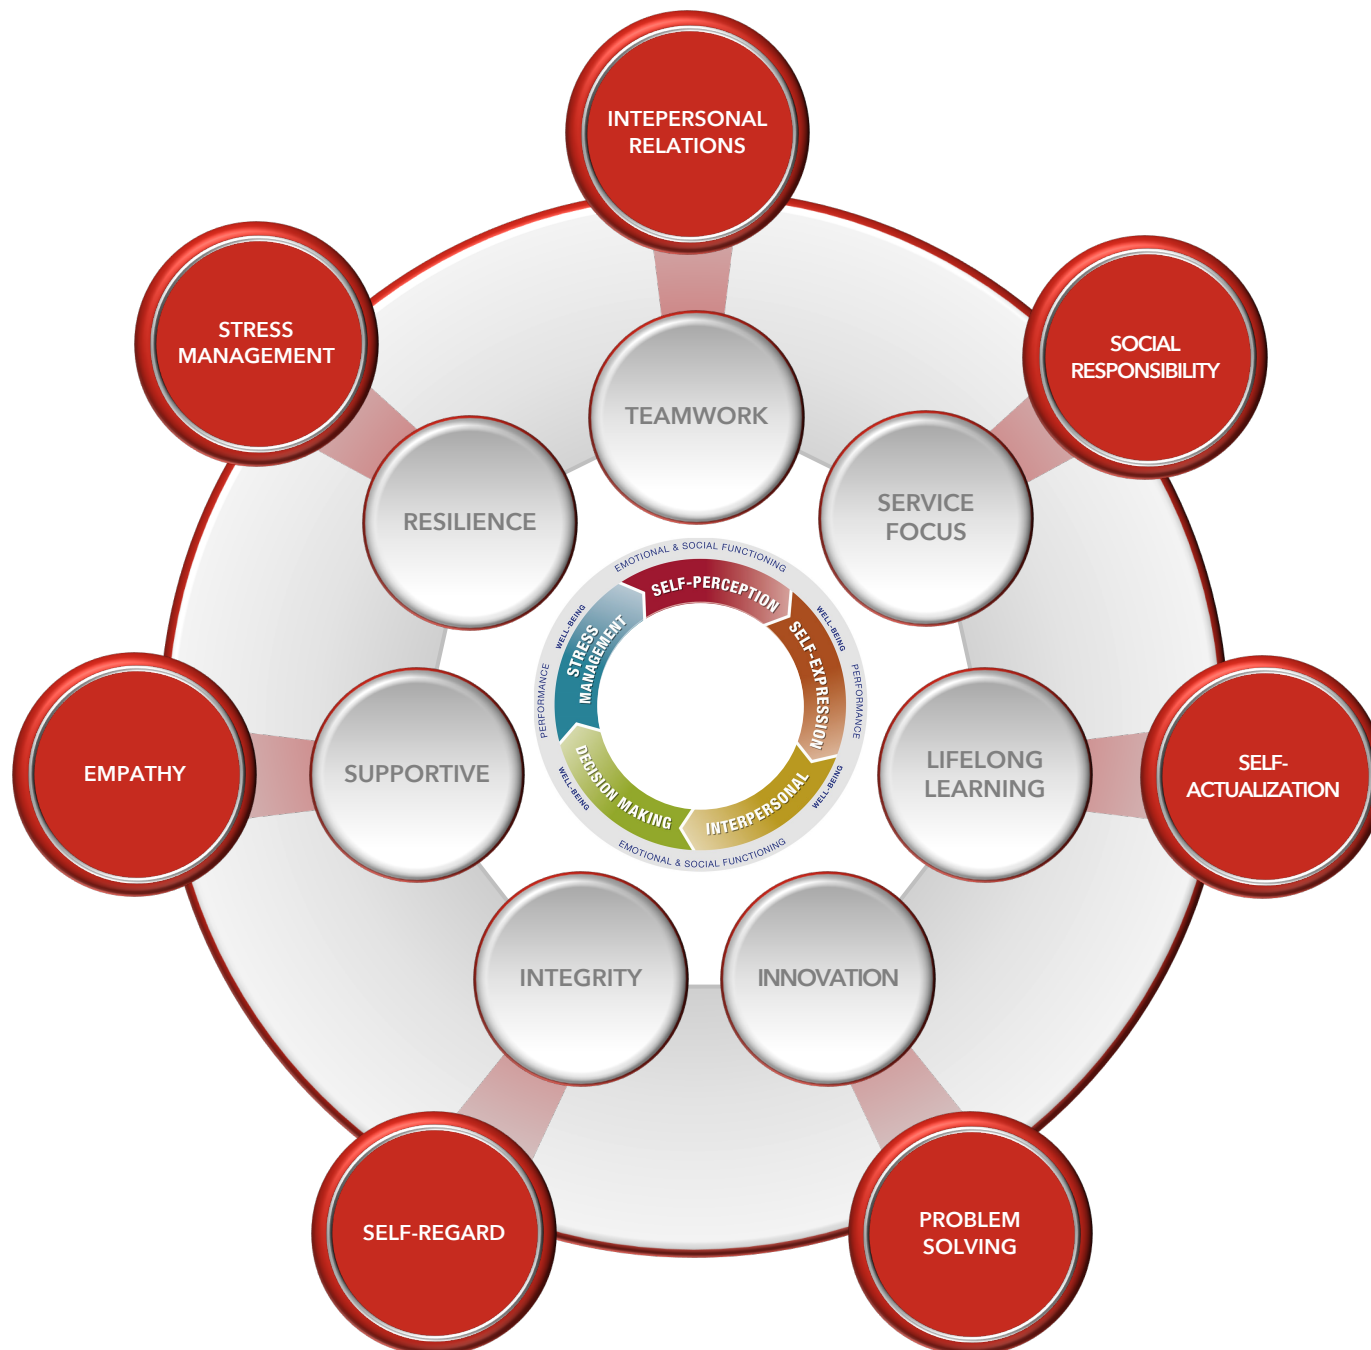 INTEPERSONAL
RELATIONS
STRESS
MANAGEMENT
SOCIAL
RESPONSIBILITY
TEAMWORK
RESILIENCE
SERVICE
FOCUS
EMOTIONAL & SOCIAL FUNCTIONING
SELF-PERCEPTION
WELL-BEING
WELL-BEING
STRESS
MANAGEMENT
SELF-EXPRESSION
PERFORMANCE
PERFORMANCE
DECISION MAKING
INTERPERSONAL
WELL-BEING
WELL-BEING
EMOTIONAL & SOCIAL FUNCTIONING
EMPATHY
SUPPORTIVE
LIFELONG
LEARNING
SELF-
ACTUALIZATION
INTEGRITY
INNOVATION
SELF-REGARD
PROBLEM
SOLVING